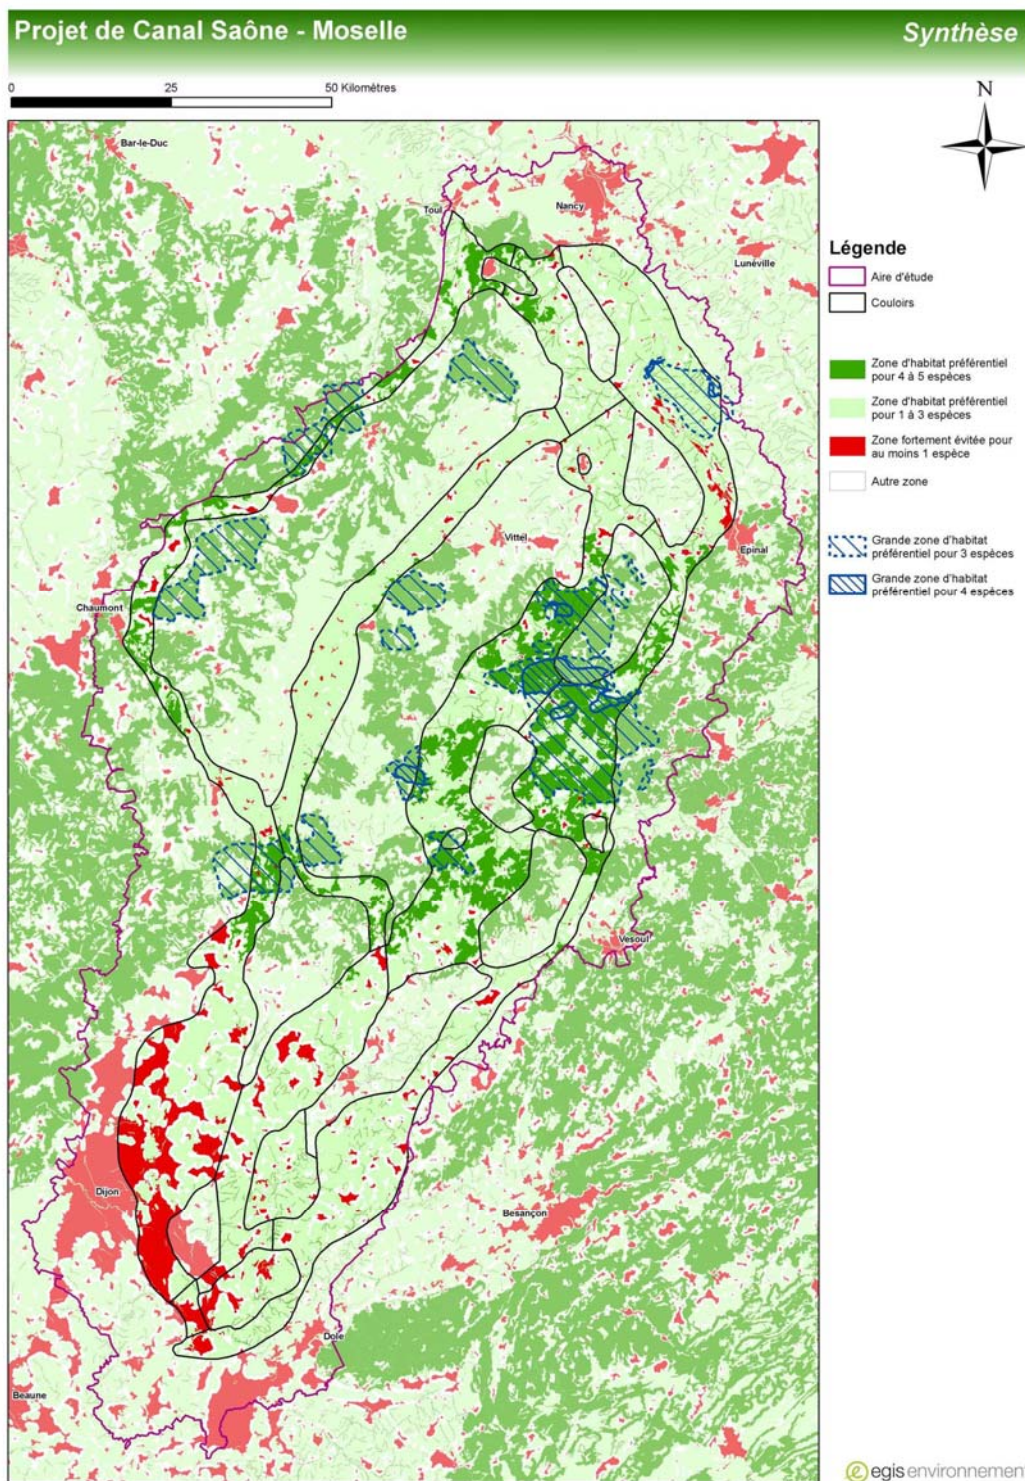 Projet de Canal Saône - Moselle
Synthèse
0 25 50 Kilomètres
N
Bar-le-Duc
Toul
Nancy
Lunéville
Vittel
Epinal
Chaumont
Vesoul
Dijon
Besançon
Dole
Beaune
Légende
Aire d'étude
Couloirs
Zone d'habitat préférentiel
pour 4 à 5 espèces
Zone d'habitat préférentiel
pour 1 à 3 espèces
Zone fortement évitée pour
au moins 1 espèce
Autre zone
Grande zone d'habitat
préférentiel pour 3 espèces
Grande zone d'habitat
préférentiel pour 4 espèces
egis environnement